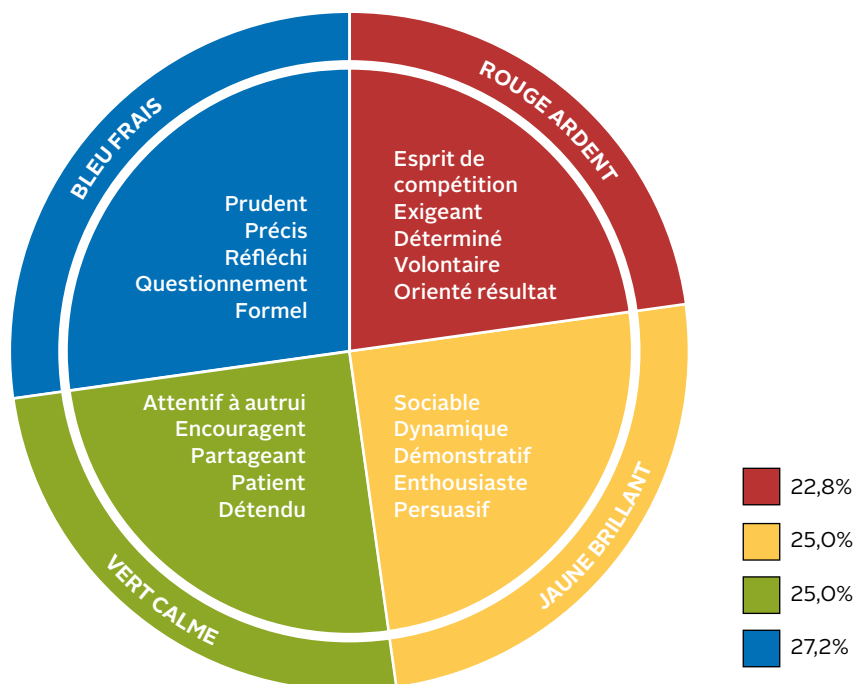 BLEU FRAIS
Prudent
Précis
Réfléchi
Questionnement
Formel
ROUGE ARDENT
Esprit de
compétition
Exigeant
Déterminé
Volontaire
Orienté résultat
VERT CALME
Attentif à autrui
Encouragent
Partageant
Patient
Détendu
JAUNE BRILLANT
Sociable
Dynamique
Démonstratif
Enthousiaste
Persuasif
22,8%
25,0%
25,0%
27,2%